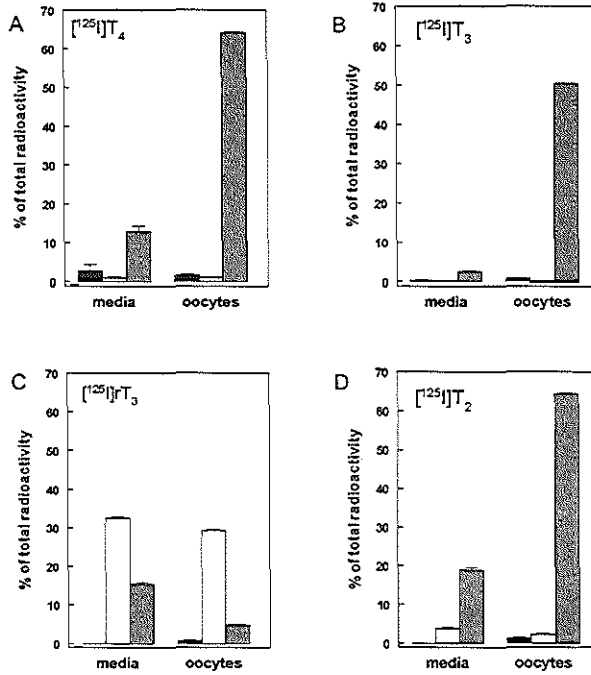 A
[¹²⁵I]T₄
% of total radioactivity
70
60
50
40
30
20
10
0
media
oocytes
B
[¹²⁵I]T₃
% of total radioactivity
70
60
50
40
30
20
10
0
media
oocytes
C
[¹²⁵I]rT₃
% of total radioactivity
70
60
50
40
30
20
10
0
media
oocytes
D
[¹²⁵I]T₂
% of total radioactivity
70
60
50
40
30
20
10
0
media
oocytes